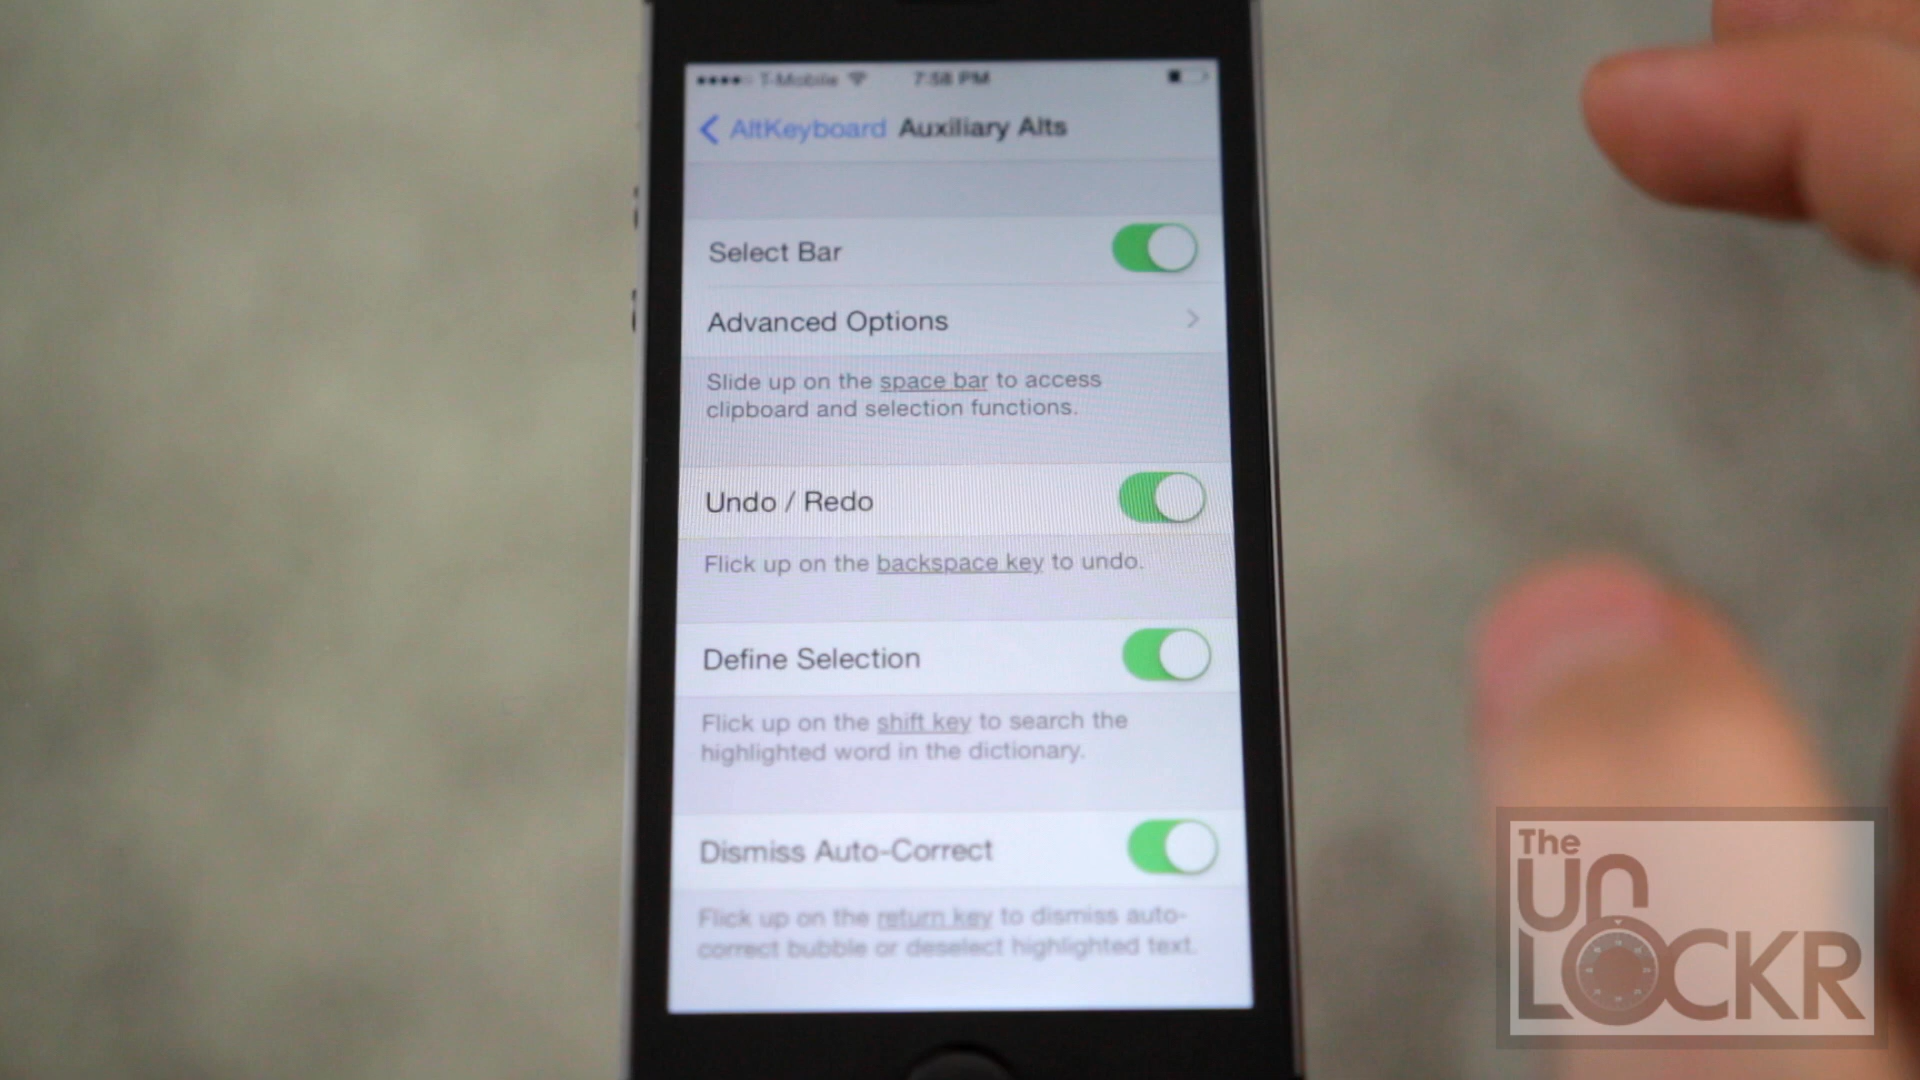 T-Mobile 7:58 PM
AltKeyboard Auxiliary Alts
Select Bar
Advanced Options
Slide up on the space bar to access
clipboard and selection functions.
Undo / Redo
Flick up on the backspace key to undo.
Define Selection
Flick up on the shift key to search the
highlighted word in the dictionary.
Dismiss Auto-Correct
Flick up on the return key to dismiss auto-
correct bubble or deselect highlighted text.
The
UN
LOCKR